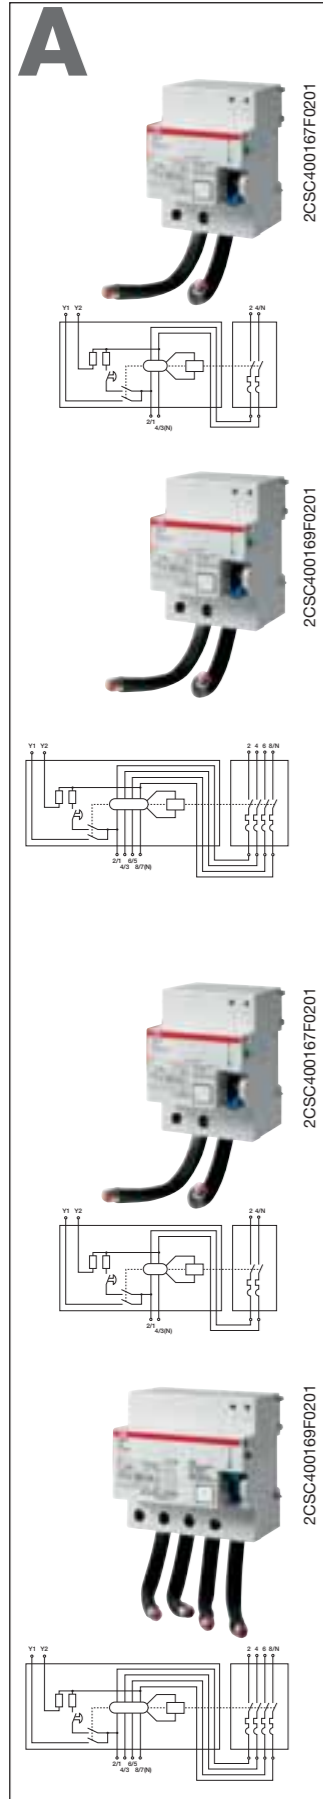 A
2CSC400167F0201
Y1 Y2
2 4/N
2/1
4/3(N)
2CSC400169F0201
Y1 Y2
2 4 6 8/N
2/1 6/5
4/3 8/7(N)
2CSC400167F0201
Y1 Y2
2 4/N
2/1
4/3(N)
2CSC400169F0201
Y1 Y2
2 4 6 8/N
2/1 6/5
4/3 8/7(N)